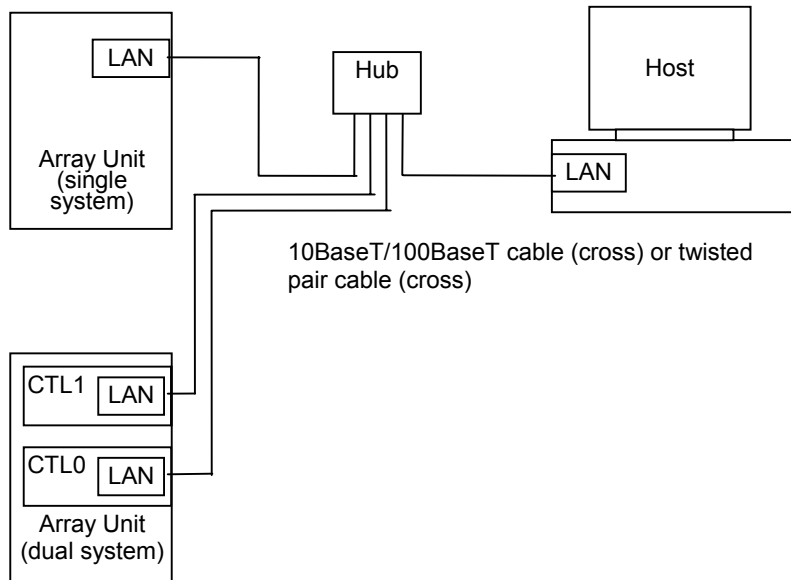 LAN
Array Unit
(single
system)
Hub
Host
LAN
10BaseT/100BaseT cable (cross) or twisted
pair cable (cross)
CTL1
LAN
CTL0
LAN
Array Unit
(dual system)